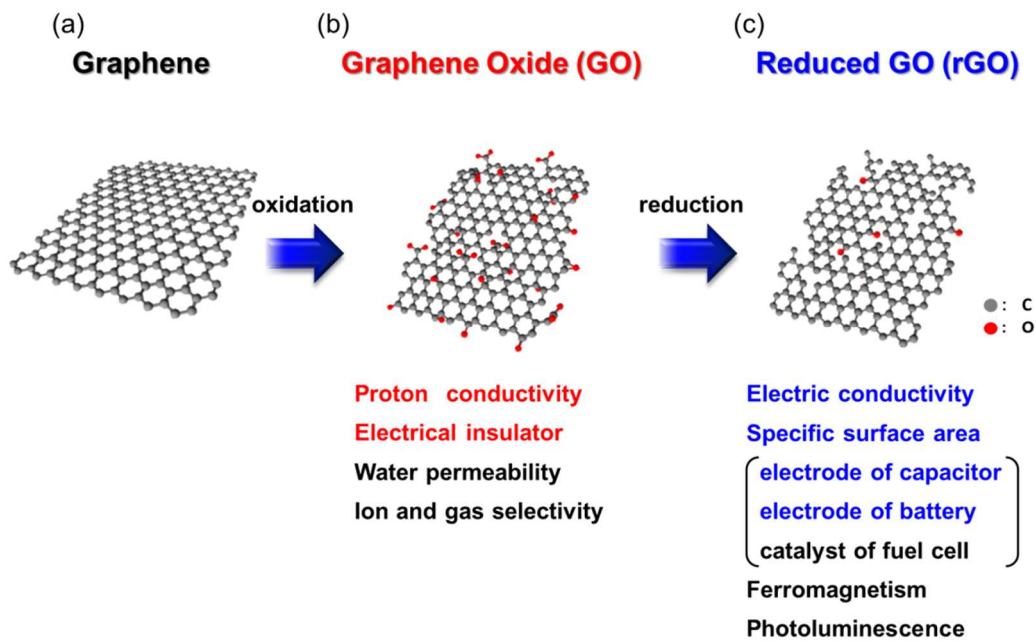 (a)
Graphene
(b)
Graphene Oxide (GO)
(c)
Reduced GO (rGO)
oxidation
reduction
: C
: O
Proton conductivity
Electrical insulator
Water permeability
Ion and gas selectivity
Electric conductivity
Specific surface area
electrode of capacitor
electrode of battery
catalyst of fuel cell
Ferromagnetism
Photoluminescence